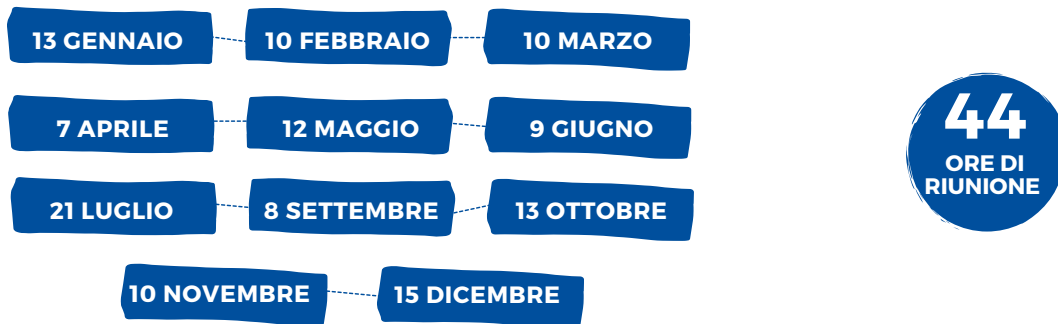 13 GENNAIO
10 FEBBRAIO
10 MARZO
7 APRILE
12 MAGGIO
9 GIUGNO
21 LUGLIO
8 SETTEMBRE
13 OTTOBRE
10 NOVEMBRE
15 DICEMBRE
44
ORE DI
RIUNIONE